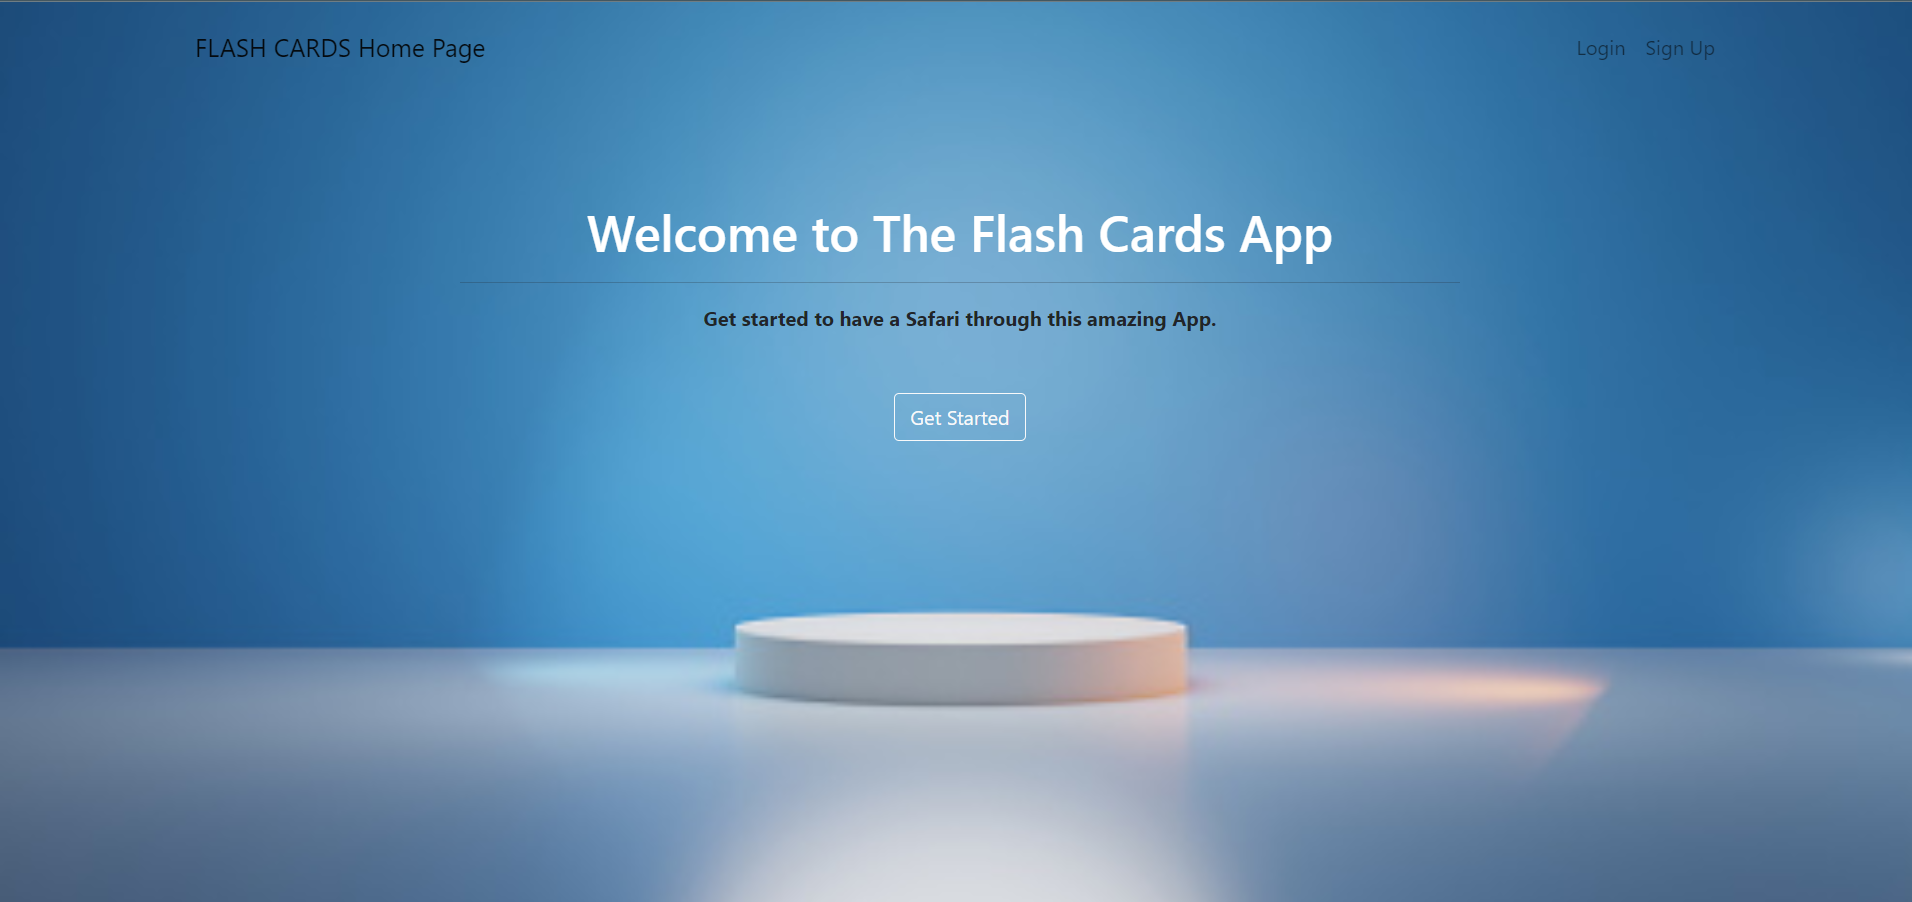 FLASH CARDS Home Page
Login Sign Up
Welcome to The Flash Cards App
Get started to have a Safari through this amazing App.
Get Started